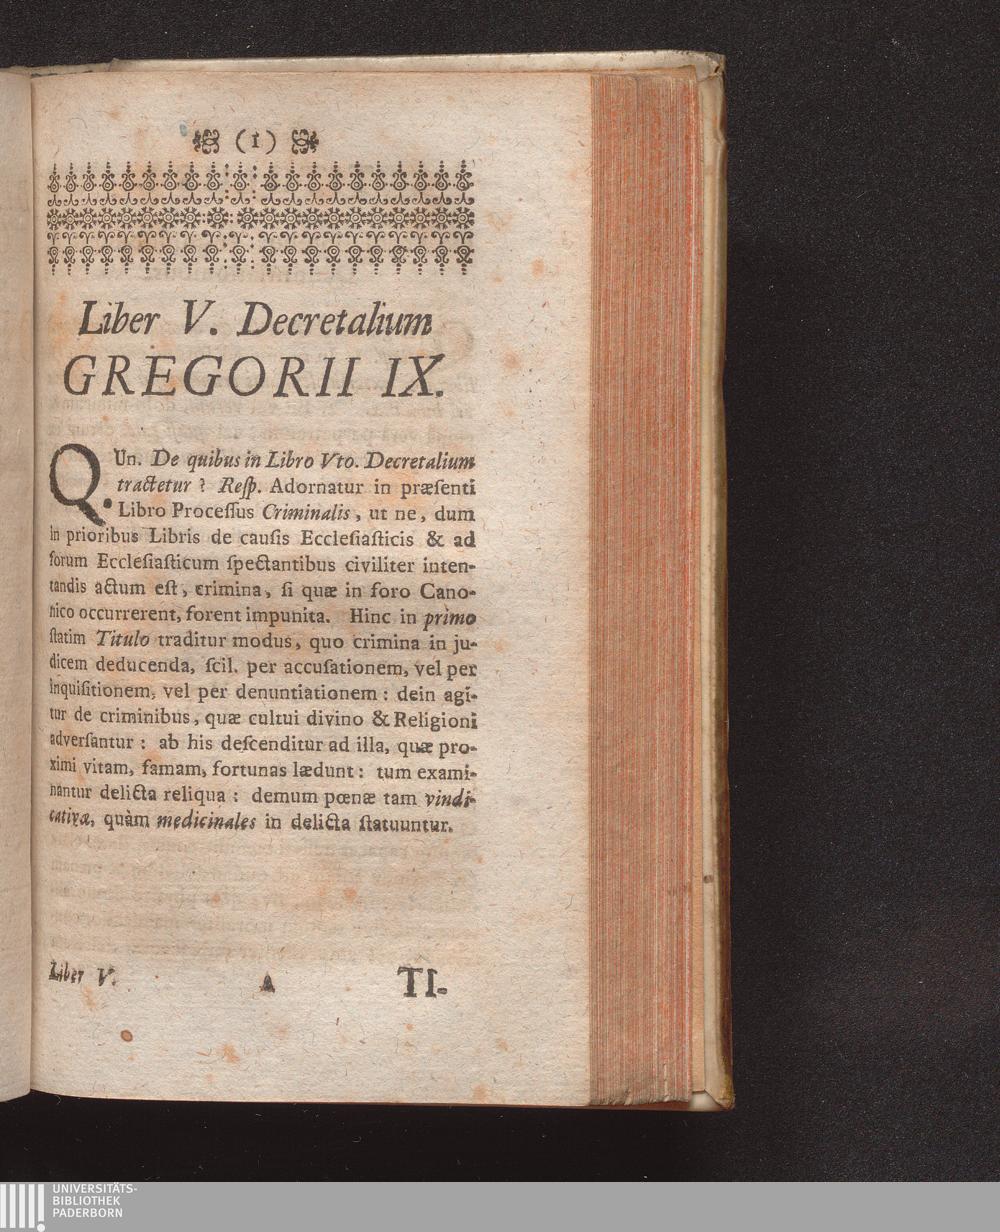 (1)
Liber V. Decretalium
GREGORII IX.
QUn. De quibus in Libro Vto. Decretalium
tractetur? Reſp. Adornatur in præſenti
Libro Proceſſus Criminalis, ut ne, dum
in prioribus Libris de cauſis Eccleſiaſticis & ad
forum Eccleſiaſticum ſpectantibus civiliter inten-
tandis actum eſt, crimina, ſi quæ in foro Cano-
nico occurrerent, forent impunita. Hinc in primo
ſtatim Titulo traditur modus, quo crimina in ju-
dicem deducenda, ſcil. per accuſationem, vel per
inquiſitionem, vel per denuntiationem: dein agi-
tur de criminibus, quæ cultui divino & Religioni
adverſantur: ab his deſcenditur ad illa, quæ pro-
ximi vitam, famam, fortunas lædunt: tum exami-
nantur delicta reliqua: demum pœnæ tam vindi-
cativæ, quàm medicinales in delicta ſtatuuntur.
Liber V. A TI-
UNIVERSITÄTS-
BIBLIOTHEK
PADERBORN